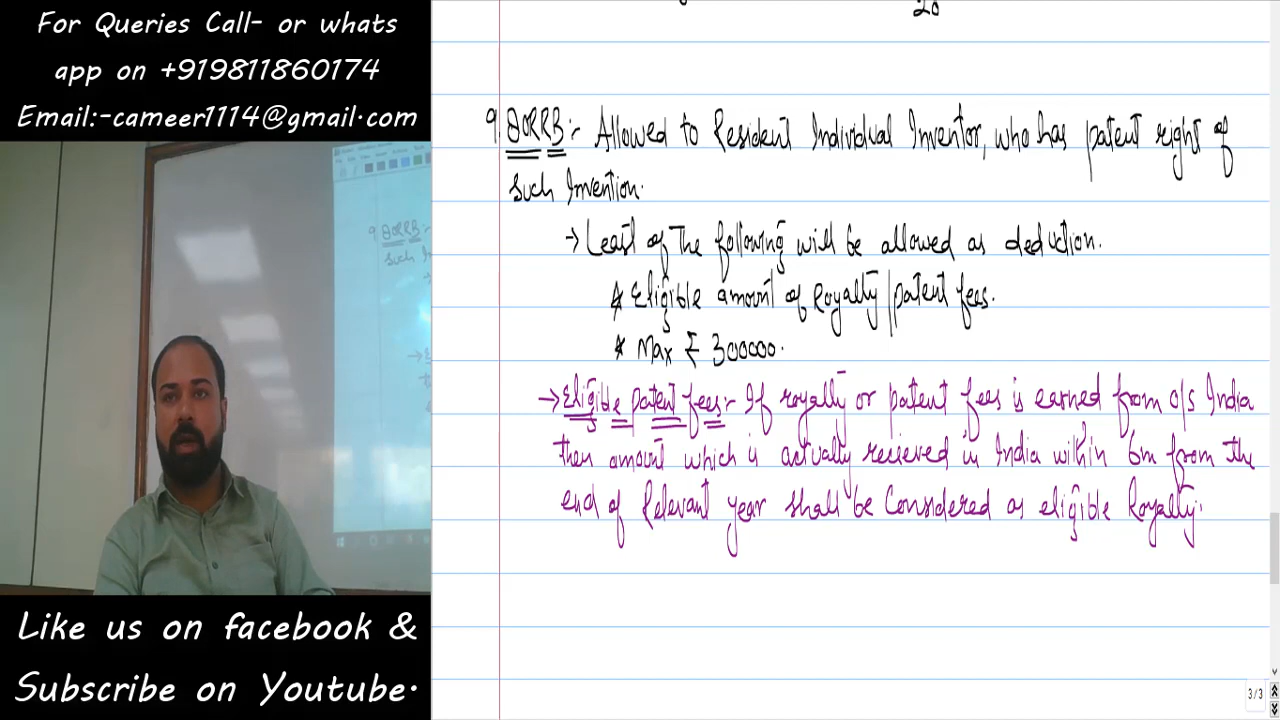 For Queries Call- or whats
app on +919811860174
Email:-cameer1114@gmail.com
20
9. 80RRB:- Allowed to Resident Individual Inventor, who has patent right of
such Invention.
→ Least of the following will be allowed as deduction.
* Eligible amount of Royalty/patent fees.
* Max ₹ 300000.
→ Eligible patent fees:- If royalty or patent fees is earned from o/s India
then amount which is actually recieved in India within 6m from the
end of Relevant year shall be Considered as eligible Royalty.
Like us on facebook &
Subscribe on Youtube.
3/3